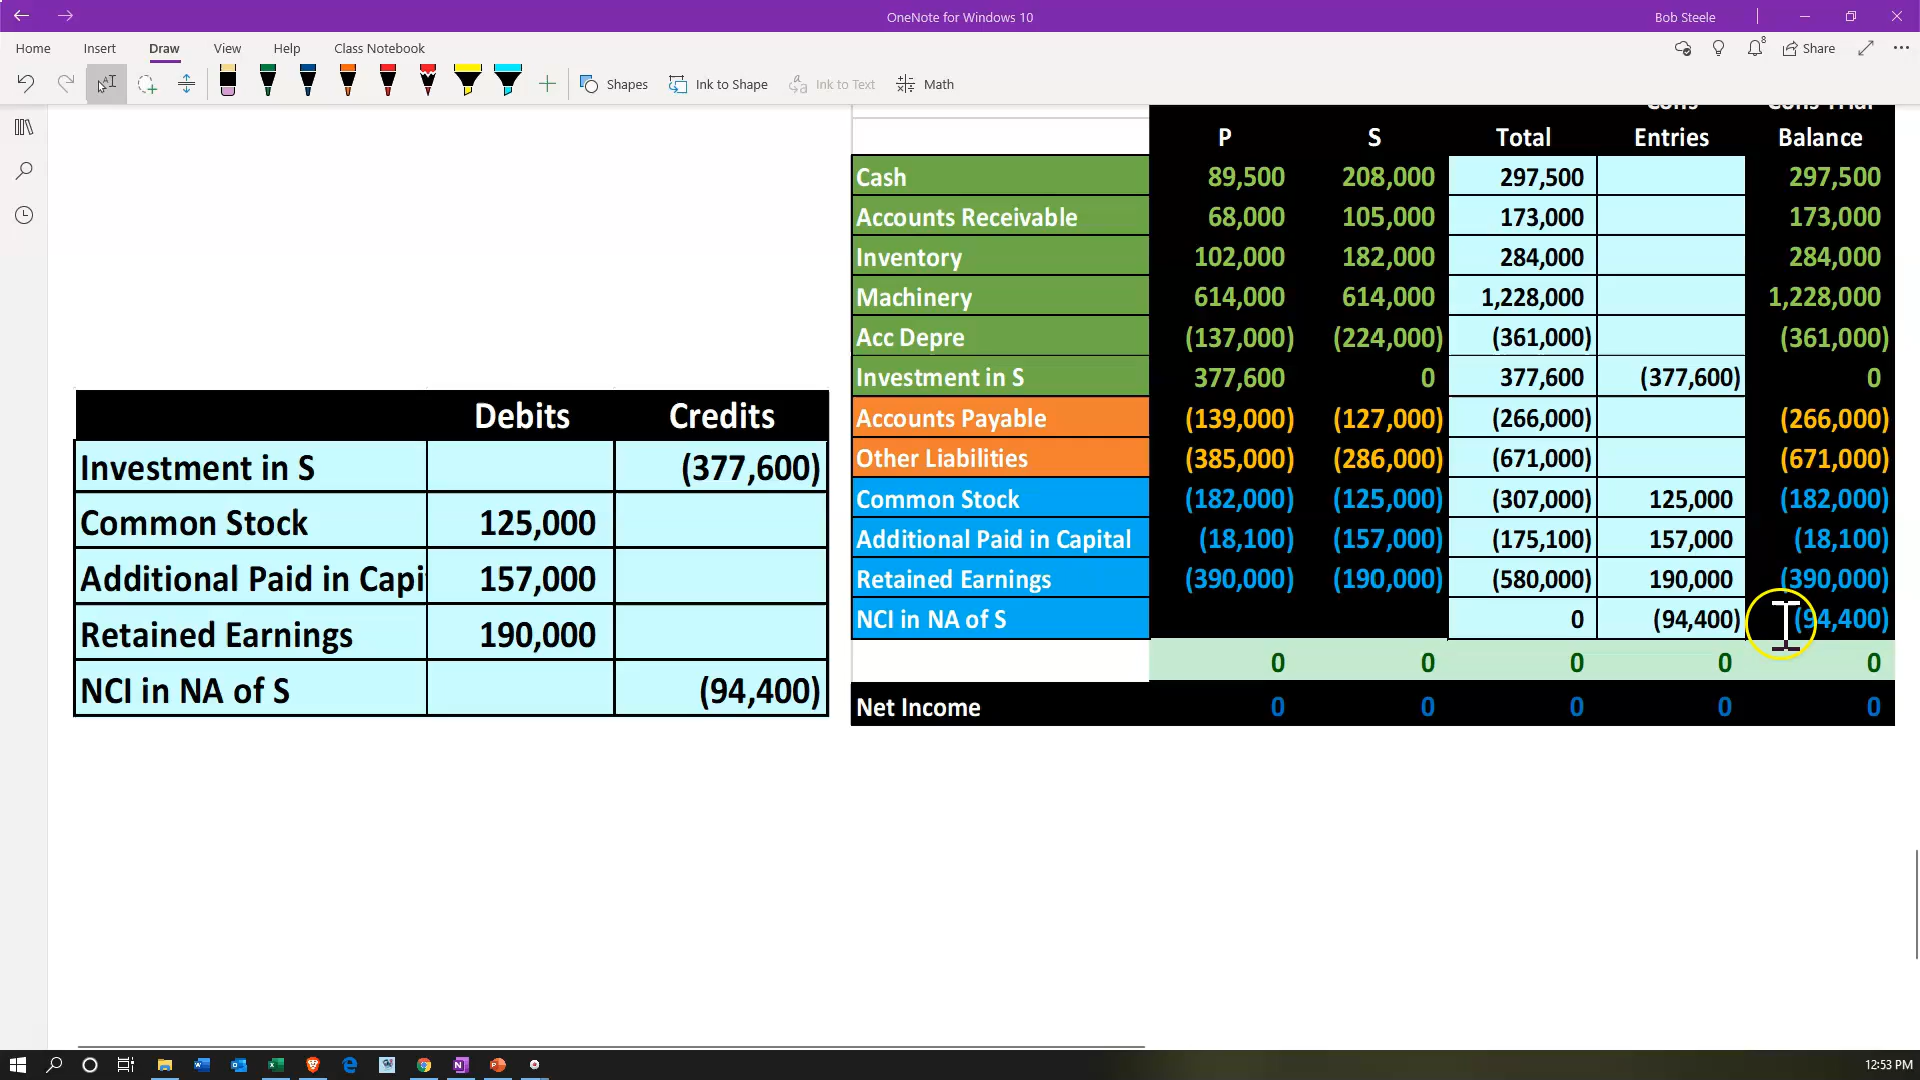 OneNote for Windows 10
Bob Steele
Home Insert Draw View Help Class Notebook
8
Share
Shapes Ink to Shape Ink to Text Math
P S Total Entries Balance
Cash 89,500 208,000 297,500 297,500
Accounts Receivable 68,000 105,000 173,000 173,000
Inventory 102,000 182,000 284,000 284,000
Machinery 614,000 614,000 1,228,000 1,228,000
Acc Depre (137,000) (224,000) (361,000) (361,000)
Investment in S 377,600 0 377,600 (377,600) 0
Accounts Payable (139,000) (127,000) (266,000) (266,000)
Other Liabilities (385,000) (286,000) (671,000) (671,000)
Common Stock (182,000) (125,000) (307,000) 125,000 (182,000)
Additional Paid in Capital (18,100) (157,000) (175,100) 157,000 (18,100)
Retained Earnings (390,000) (190,000) (580,000) 190,000 (390,000)
NCI in NA of S 0 (94,400) (94,400)
0 0 0 0 0
Net Income 0 0 0 0 0
Debits Credits
Investment in S (377,600)
Common Stock 125,000
Additional Paid in Capi 157,000
Retained Earnings 190,000
NCI in NA of S (94,400)
12:53 PM